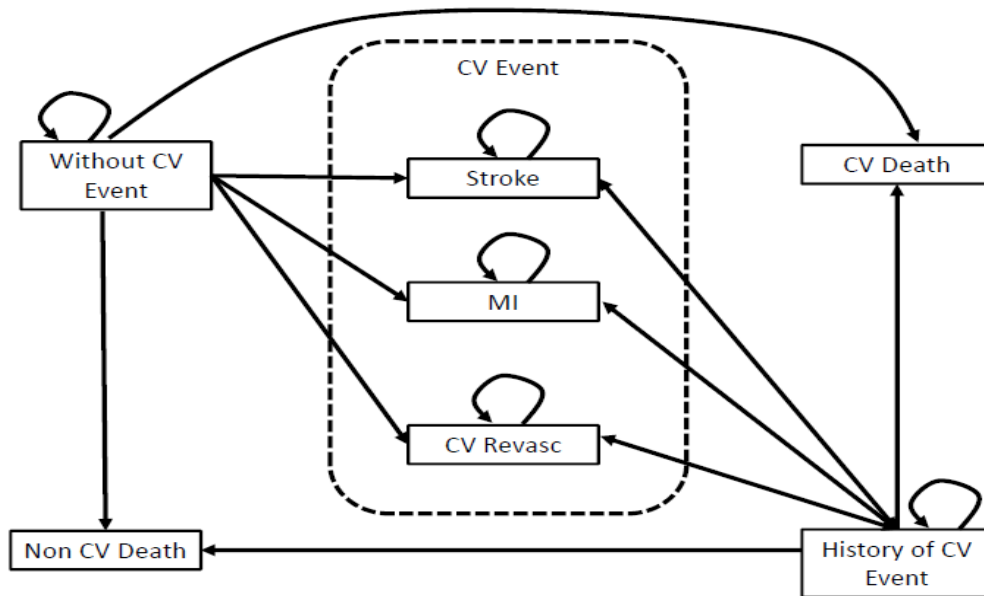 CV Event
Without CV
Event
Stroke
CV Death
MI
CV Revasc
Non CV Death
History of CV
Event